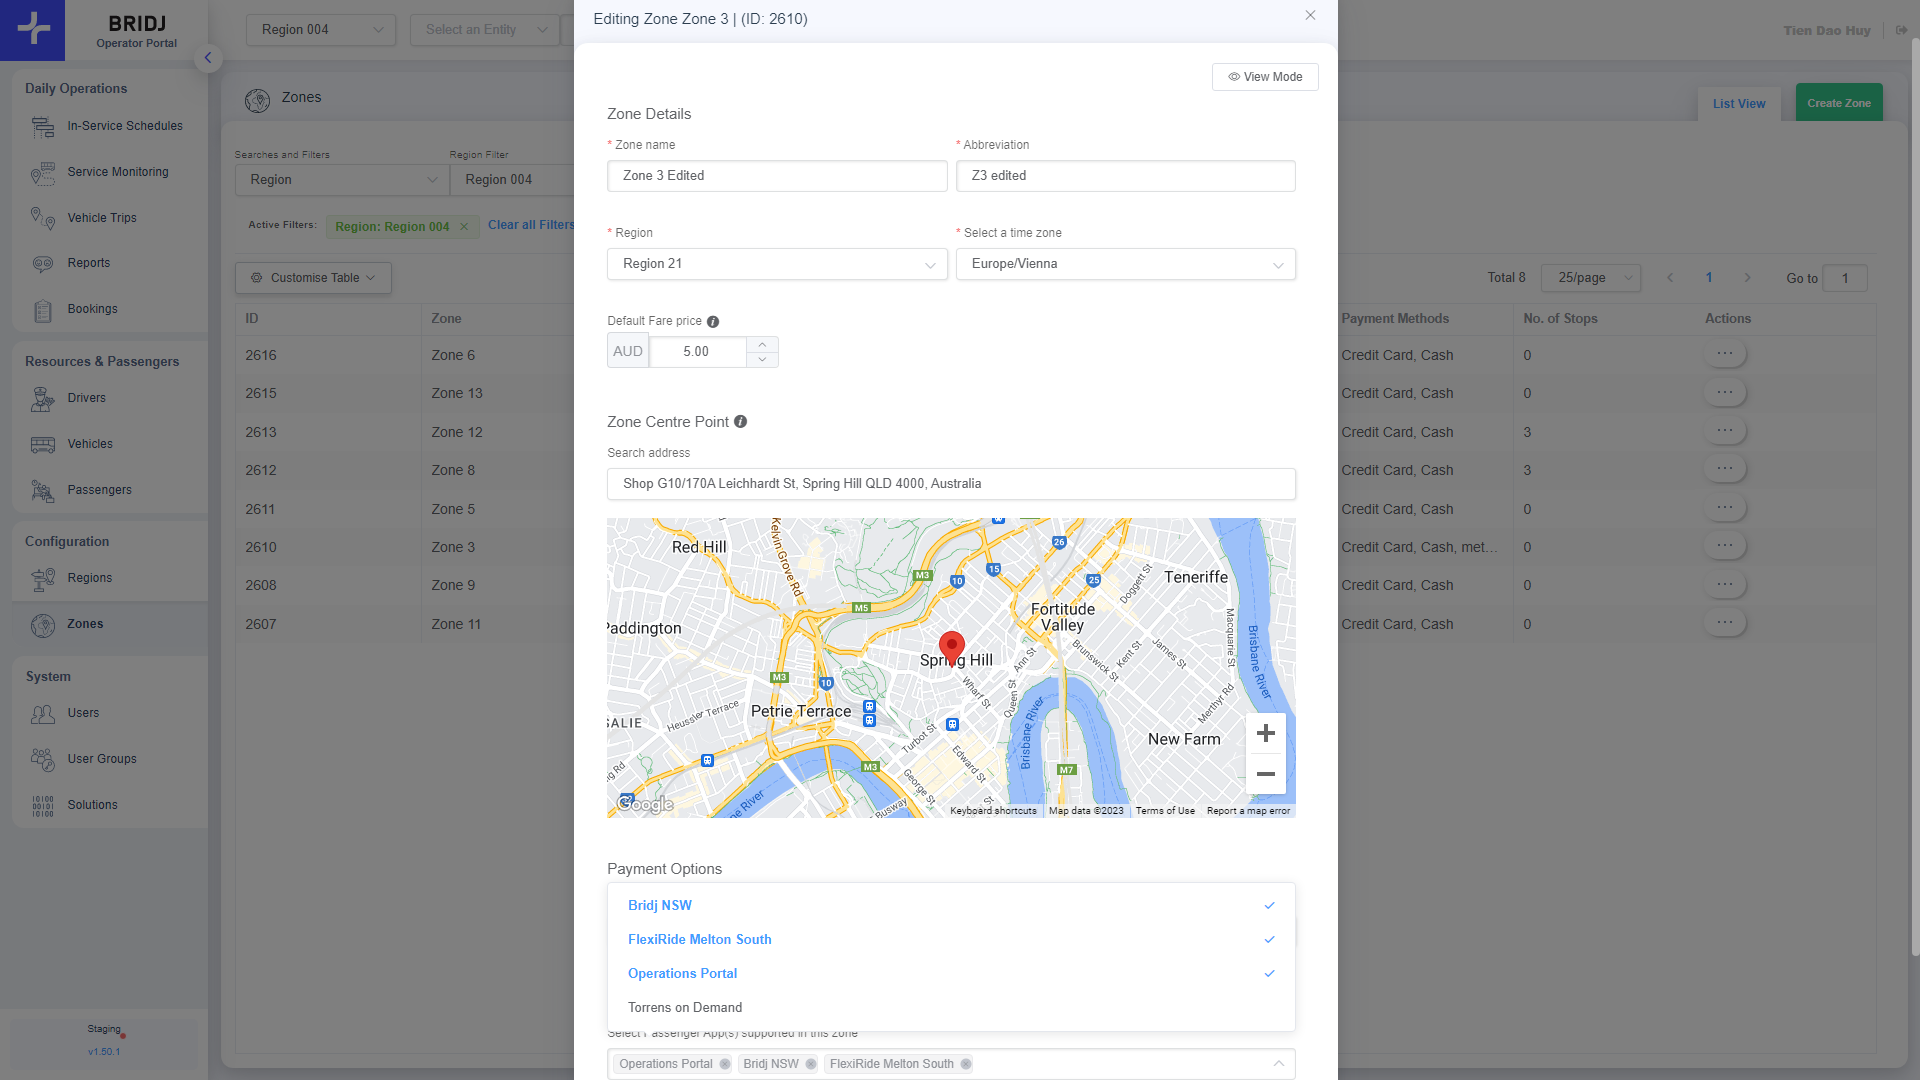 BRIDJ
Operator Portal
Region 004
Select an Entity
Tien Dao Huy
Editing Zone Zone 3 | (ID: 2610)
View Mode
Daily Operations
In-Service Schedules
Service Monitoring
Vehicle Trips
Reports
Bookings
Resources & Passengers
Drivers
Vehicles
Passengers
Configuration
Regions
Zones
System
Users
User Groups
Solutions
Staging
v1.50.1
Zones
List View
Create Zone
Searches and Filters
Region Filter
Region
Region 004
Active Filters:
Region: Region 004
Clear all Filters
Customise Table
Total 8
25/page
1
Go to
1
ID Zone Payment Methods No. of Stops Actions
2616 Zone 6 Credit Card, Cash 0
2615 Zone 13 Credit Card, Cash 0
2613 Zone 12 Credit Card, Cash 3
2612 Zone 8 Credit Card, Cash 3
2611 Zone 5 Credit Card, Cash 0
2610 Zone 3 Credit Card, Cash, met... 0
2608 Zone 9 Credit Card, Cash 0
2607 Zone 11 Credit Card, Cash 0
Zone Details
* Zone name
* Abbreviation
Zone 3 Edited
Z3 edited
* Region
* Select a time zone
Region 21
Europe/Vienna
Default Fare price
AUD
5.00
Zone Centre Point
Search address
Shop G10/170A Leichhardt St, Spring Hill QLD 4000, Australia
Kelvin Grove Rd
Red Hill
26
15
M3
10
25
Teneriffe
Doggett St
M5
Fortitude
Valley
Paddington
Macquarie St
Brisbane River
Spring Hill
Ann St
Brunswick St
Kent St
James St
M3
10
Wharf St
Queen St
Merthyr Rd
Heussler Terrace
Petrie Terrace
SALIE
Turbot St
Brisbane River
New Farm
Edward St
George St
M3
M7
ng Rd
ne River
Busway
Google
Keyboard shortcuts
Map data ©2023
Terms of Use
Report a map error
Payment Options
Bridj NSW
FlexiRide Melton South
Operations Portal
Torrens on Demand
Select Passenger App(s) supported in this zone
Operations Portal
Bridj NSW
FlexiRide Melton South